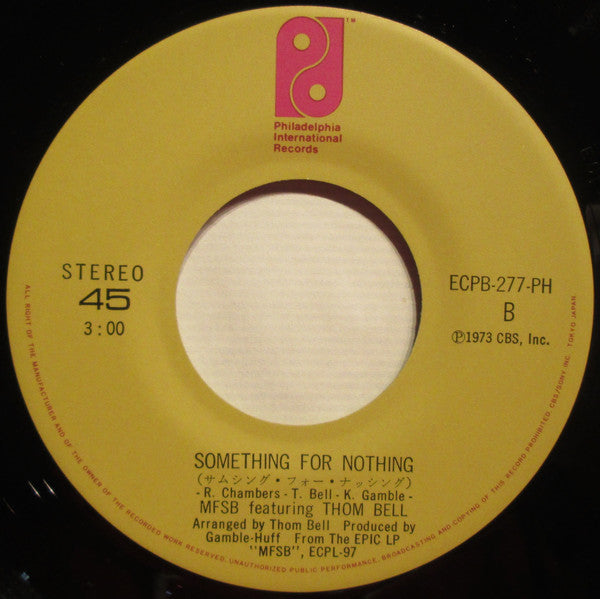 TM
Philadelphia
International
Records
STEREO
45
3:00
ECPB-277-PH
B
Ⓟ1973 CBS, Inc.
SOMETHING FOR NOTHING
(サムシング・フォー・ナッシング)
- R. Chambers - T. Bell - K. Gamble -
MFSB featuring THOM BELL
Arranged by Thom Bell Produced by
Gamble-Huff From The EPIC LP
"MFSB", ECPL-97
ALL RIGHT OF THE MANUFACTURER AND OF THE OWNER OF THE RECORDED WORK RESERVED. UNAUTHORIZED PUBLIC PERFORMANCE, BROADCASTING AND COPYING OF THIS RECORD PROHIBITED. CBS/SONY INC. TOKYO JAPAN.